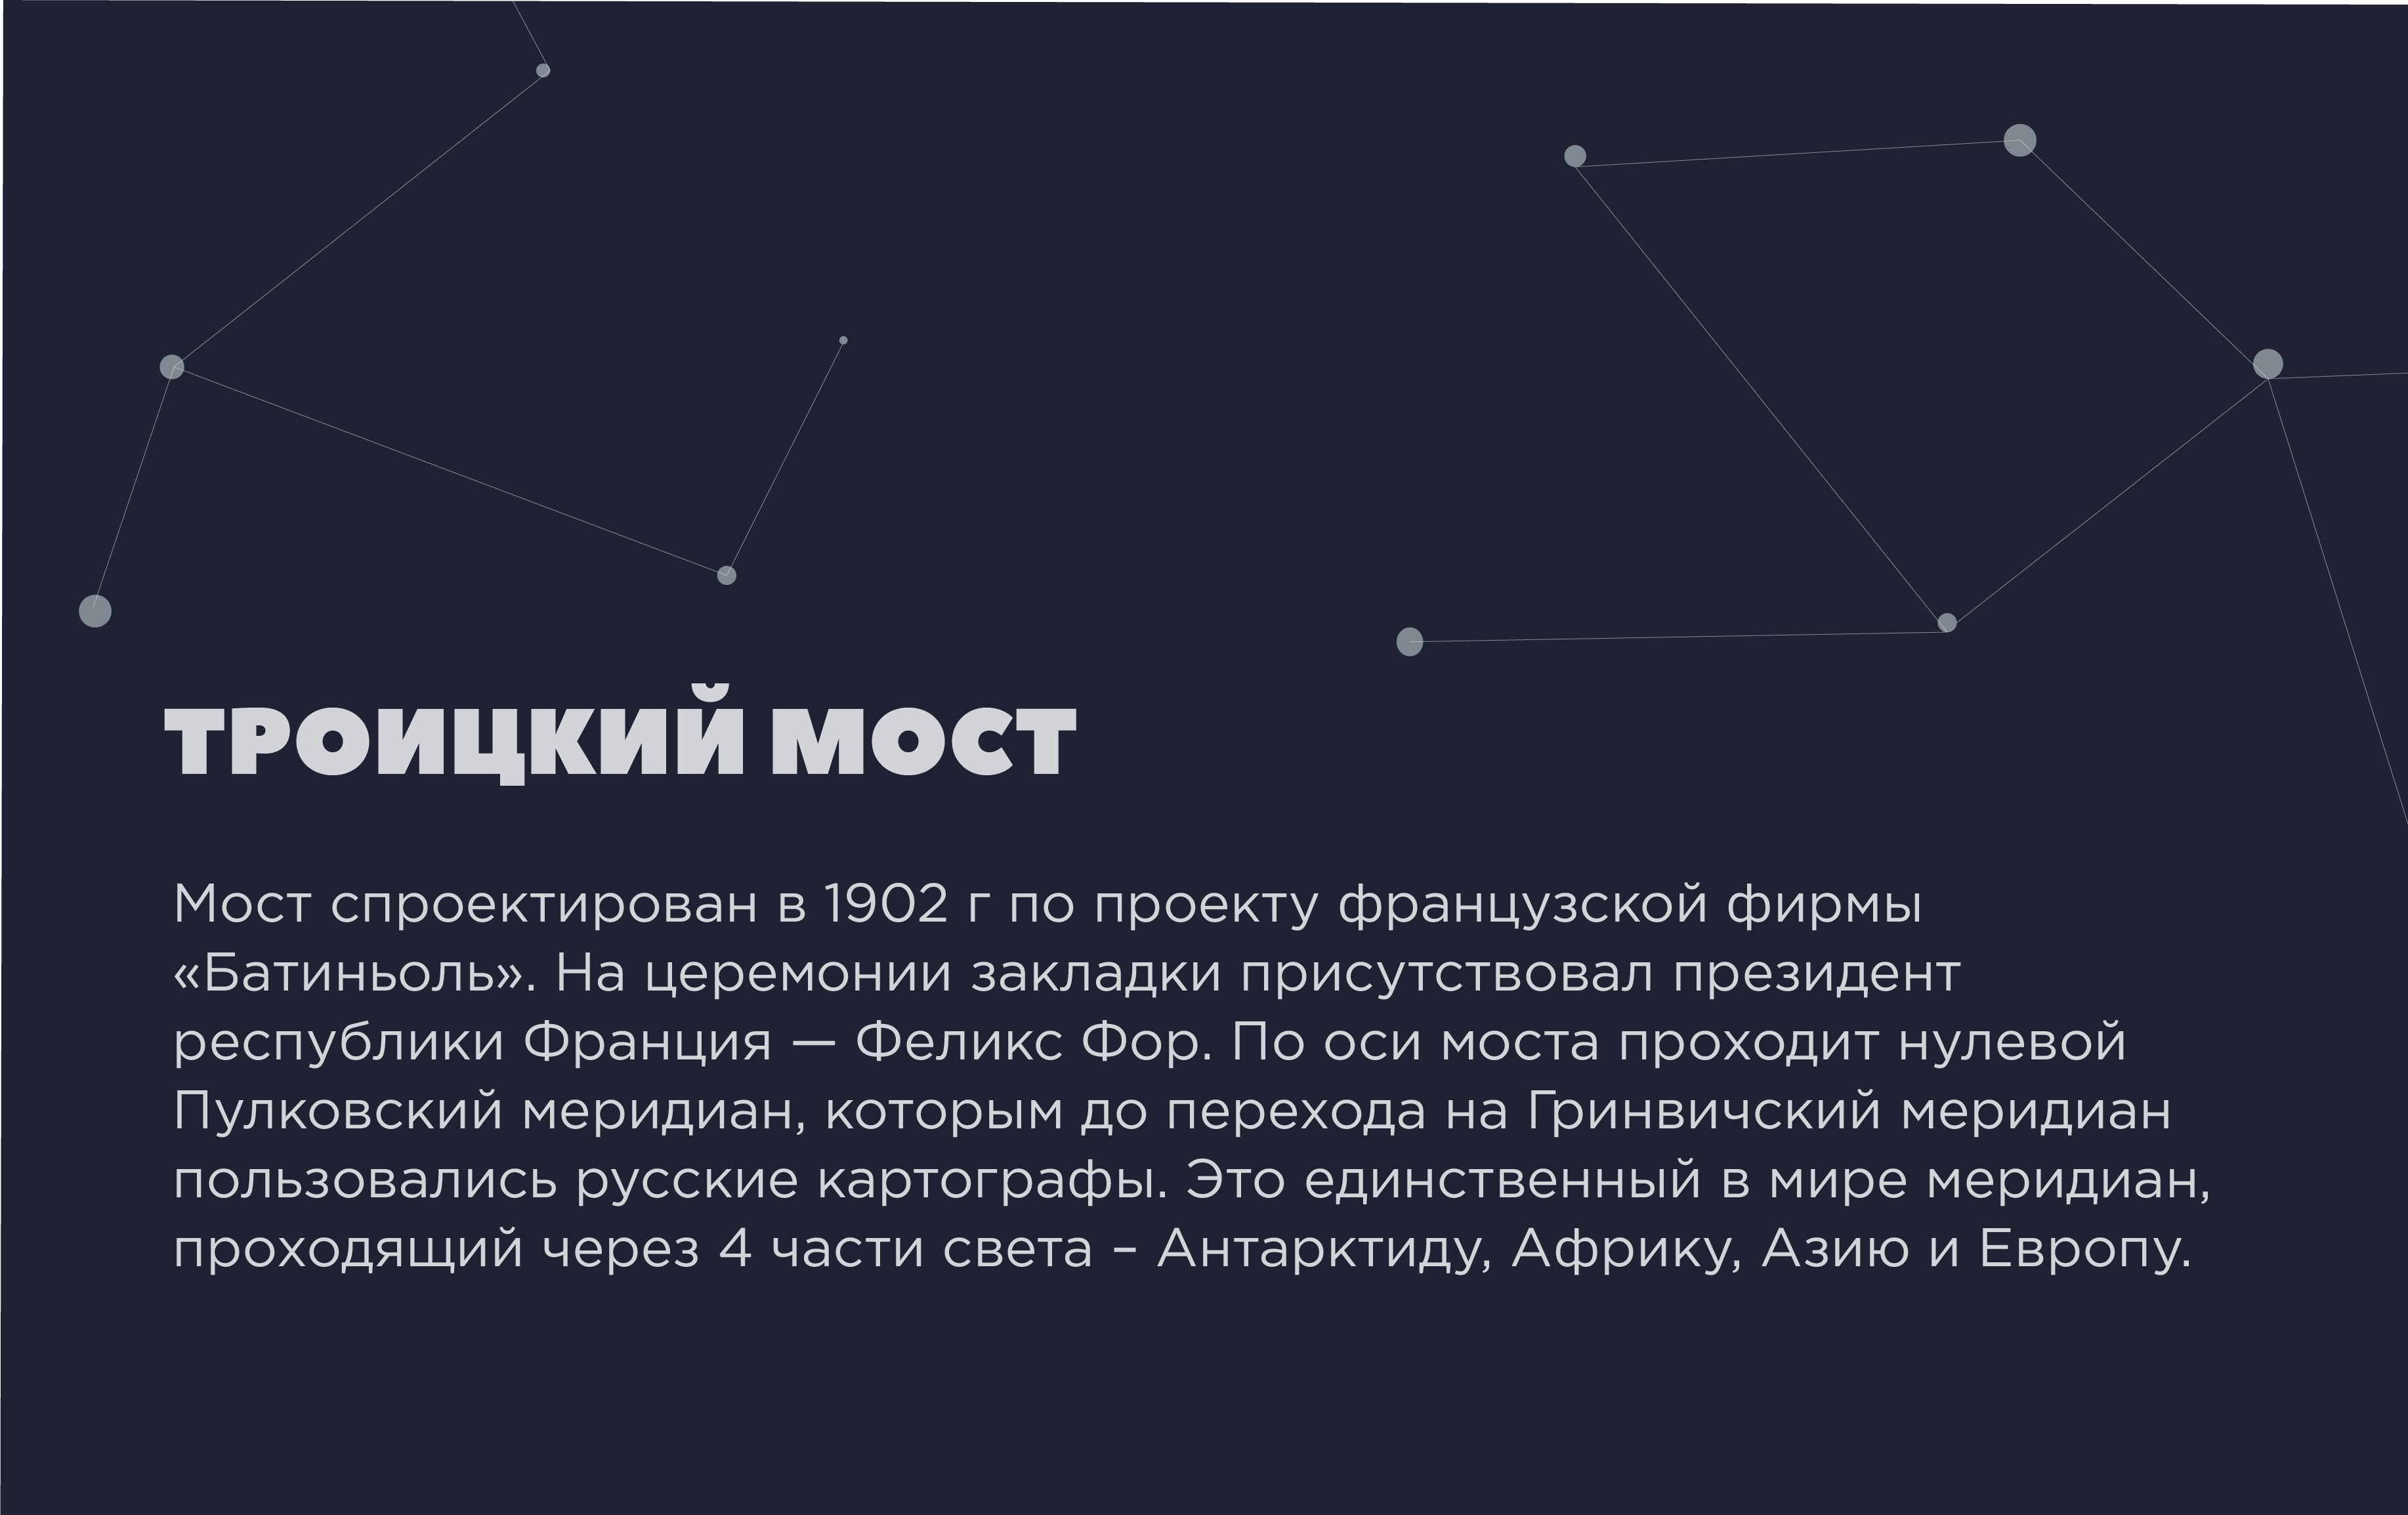 ТРОИЦКИЙ МОСТ
Мост спроектирован в 1902 г по проекту французской фирмы
«Батиньоль». На церемонии закладки присутствовал президент
республики Франция — Феликс Фор. По оси моста проходит нулевой
Пулковский меридиан, которым до перехода на Гринвичский меридиан
пользовались русские картографы. Это единственный в мире меридиан,
проходящий через 4 части света – Антарктиду, Африку, Азию и Европу.